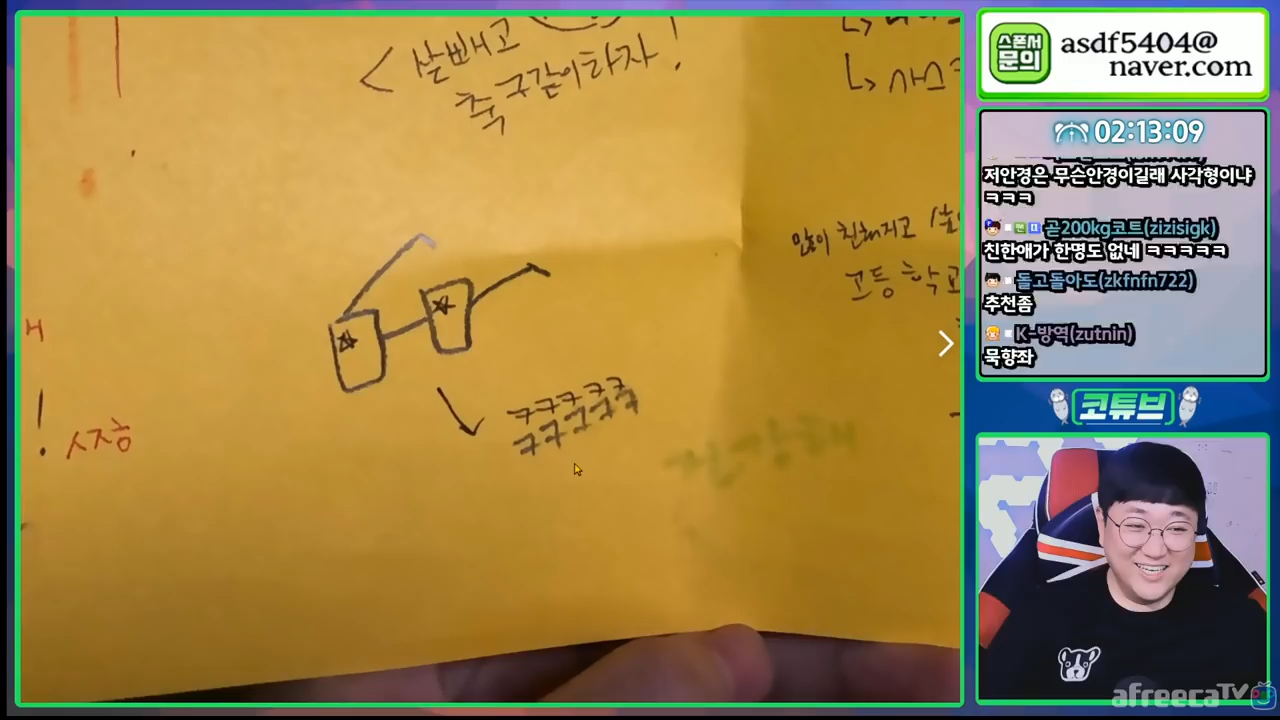 <살빼고
축구같이하자!
사스
많이 친해지고
고등학교
ㅋㅋㅋㅋㅋ
ㅋㅋㅋㅋㅋ
스폰서
문의
asdf5404@
naver.com
02:13:09
저안경은 무슨안경이길래 사각형이냐
ㅋㅋㅋ
곧200kg코트(zizisigk)
친한애가 한명도 없네 ㅋㅋㅋㅋㅋ
돌고돌아도(zkfnfn722)
추천좀
K-방역(zutnin)
묵향좌
코튜브
afreecaTV